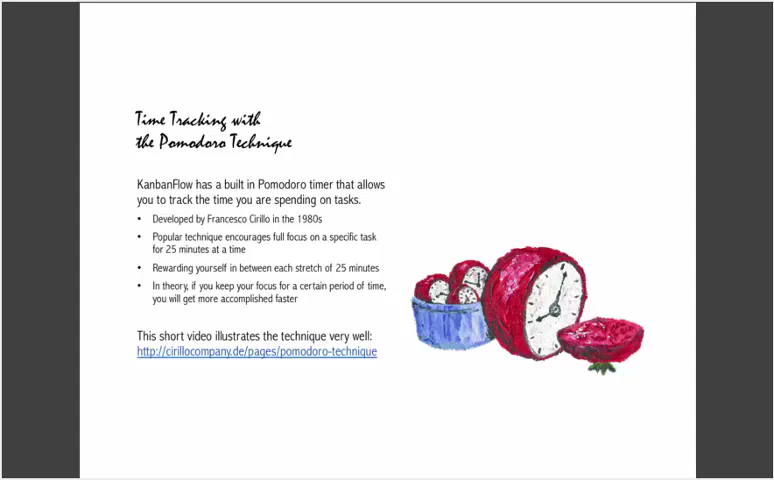 Time Tracking with
the Pomodoro Technique
KanbanFlow has a built in Pomodoro timer that allows
you to track the time you are spending on tasks.
• Developed by Francesco Cirillo in the 1980s
• Popular technique encourages full focus on a specific task
for 25 minutes at a time
• Rewarding yourself in between each stretch of 25 minutes
• In theory, if you keep your focus for a certain period of time,
you will get more accomplished faster
This short video illustrates the technique very well:
http://cirillocompany.de/pages/pomodoro-technique